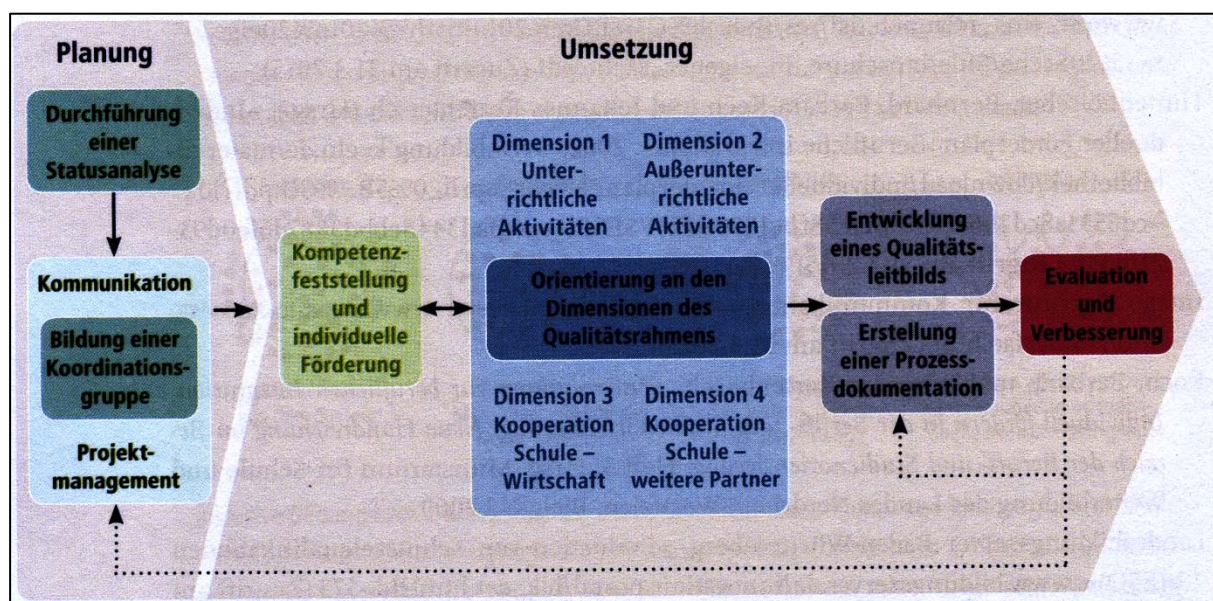 Planung
Umsetzung
Durchführung
einer
Statusanalyse
Kommunikation
Bildung einer
Koordinations-
gruppe
Projekt-
management
Kompetenz-
feststellung
und
individuelle
Förderung
Dimension 1
Unter-
richtliche
Aktivitäten
Dimension 2
Außerunter-
richtliche
Aktivitäten
Orientierung an den
Dimensionen des
Qualitätsrahmens
Dimension 3
Kooperation
Schule –
Wirtschaft
Dimension 4
Kooperation
Schule –
weitere Partner
Entwicklung
eines Qualitäts-
leitbilds
Erstellung
einer Prozess-
dokumentation
Evaluation
und
Verbesserung